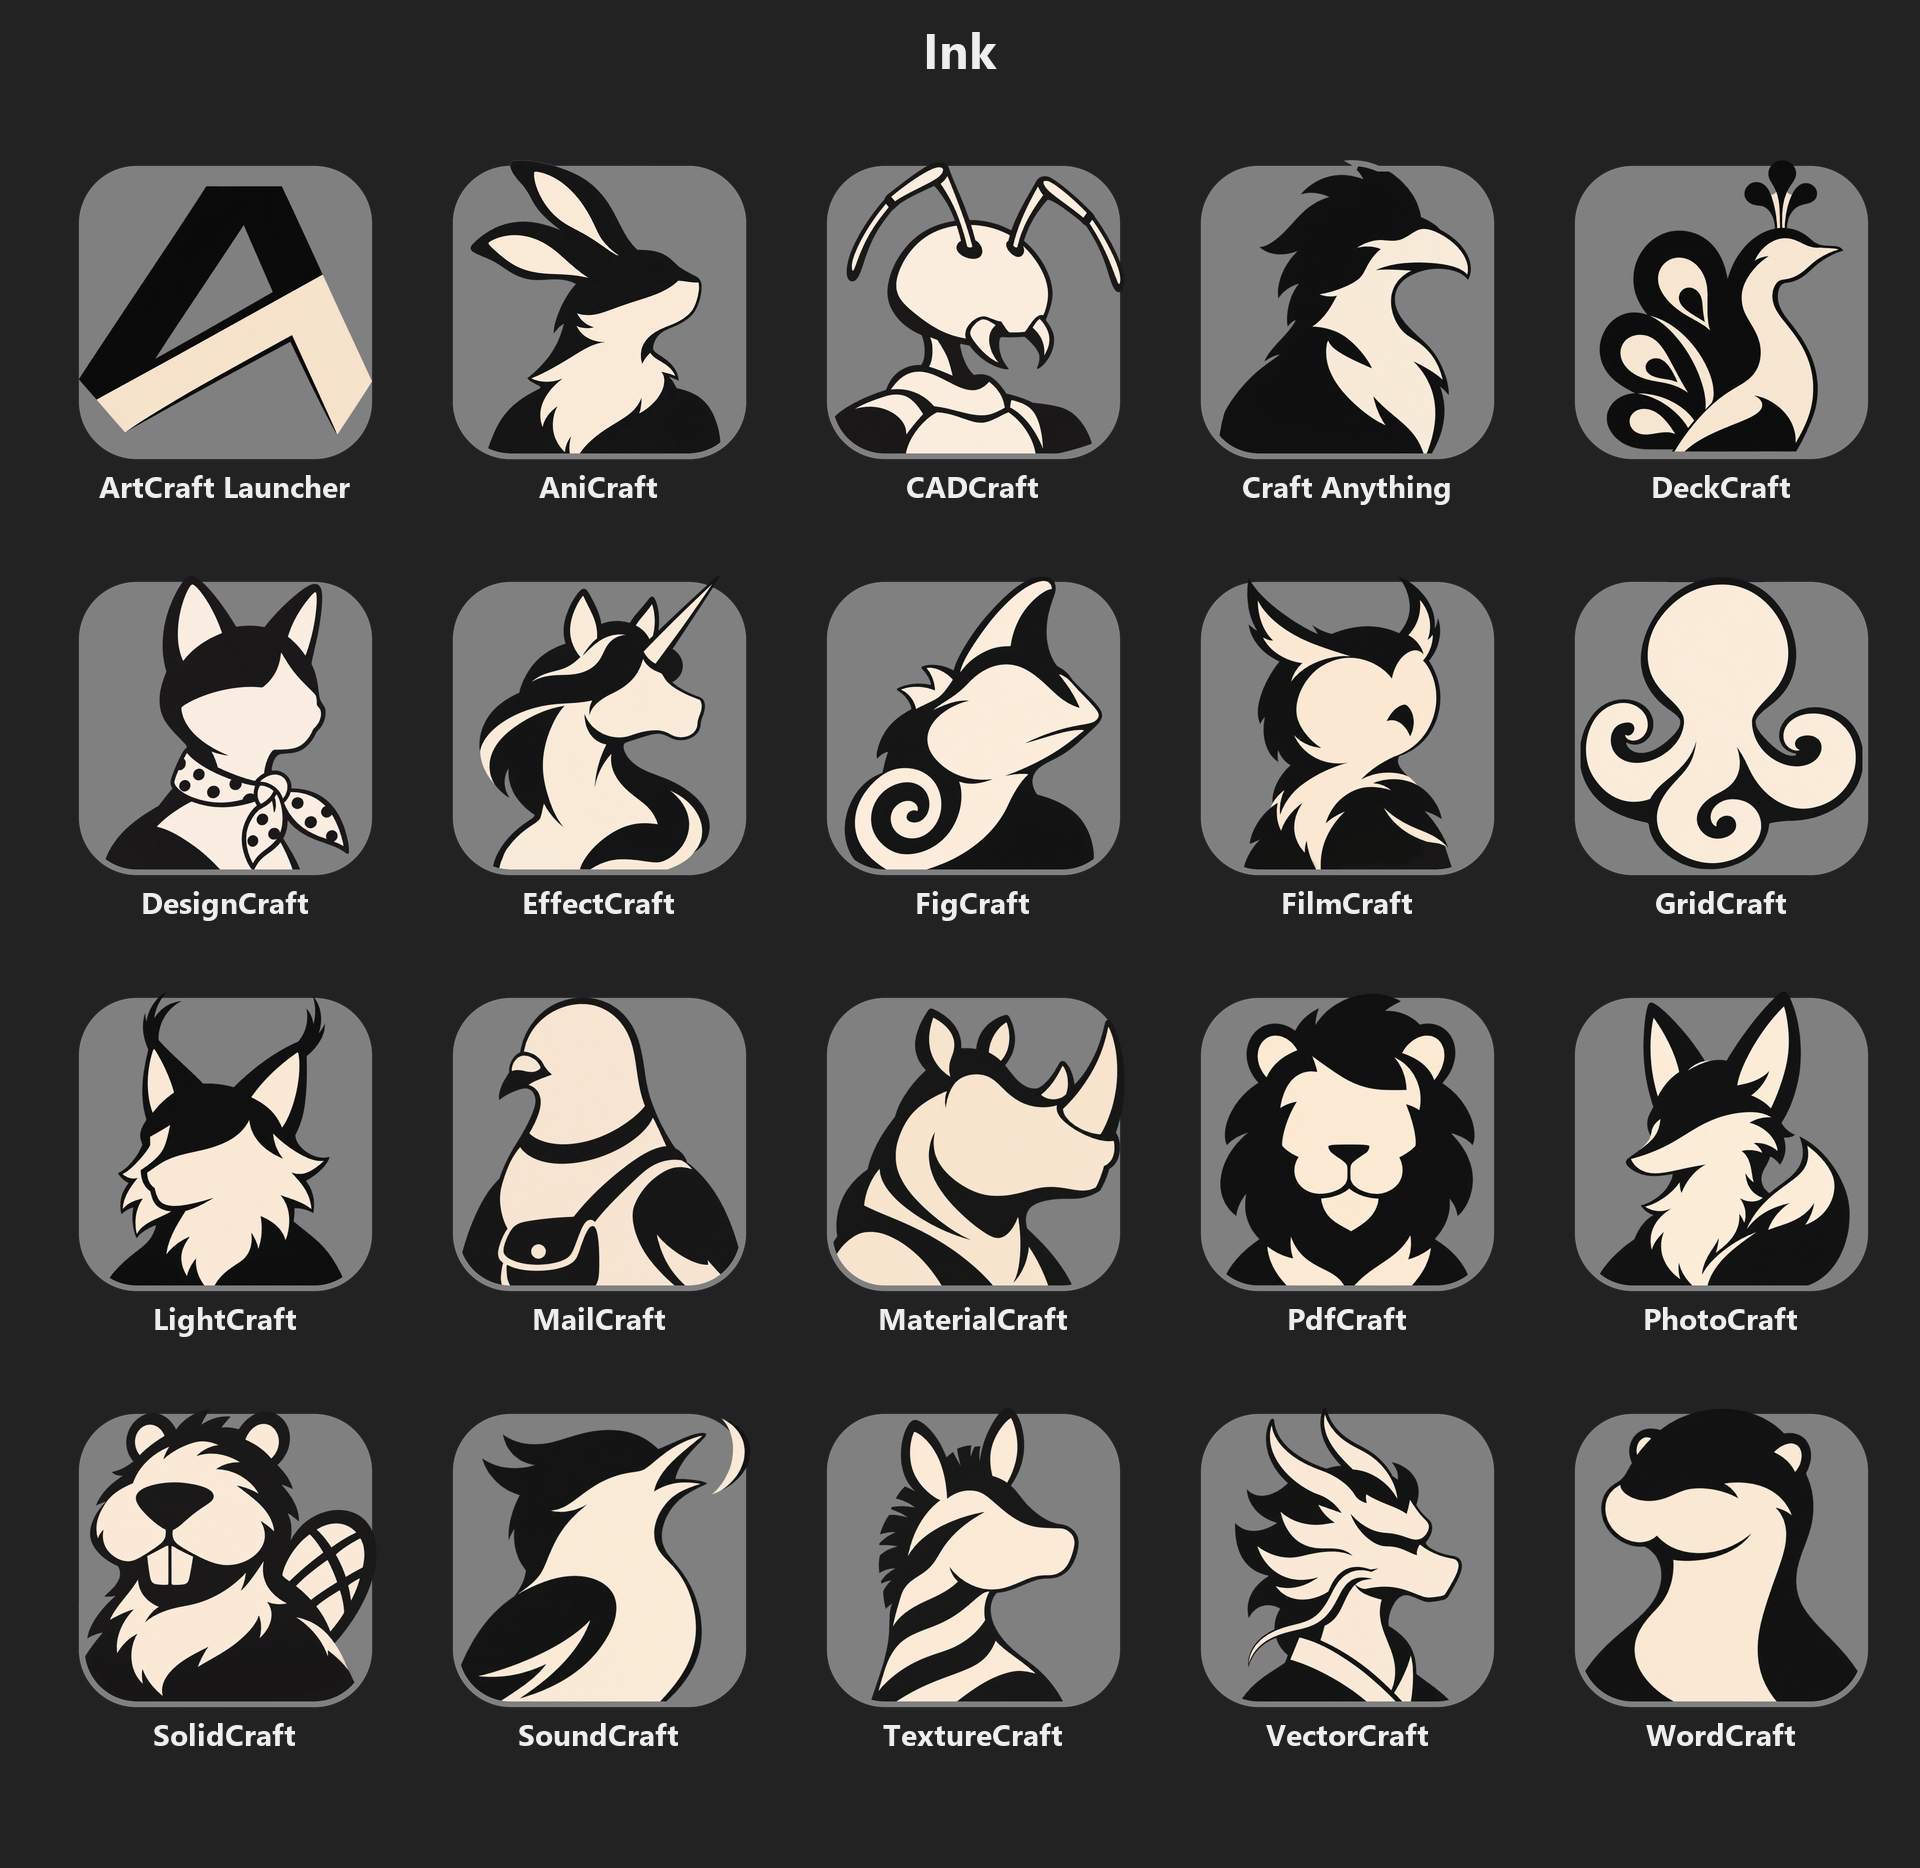 Ink
ArtCraft Launcher
AniCraft
CADCraft
Craft Anything
DeckCraft
DesignCraft
EffectCraft
FigCraft
FilmCraft
GridCraft
LightCraft
MailCraft
MaterialCraft
PdfCraft
PhotoCraft
SolidCraft
SoundCraft
TextureCraft
VectorCraft
WordCraft